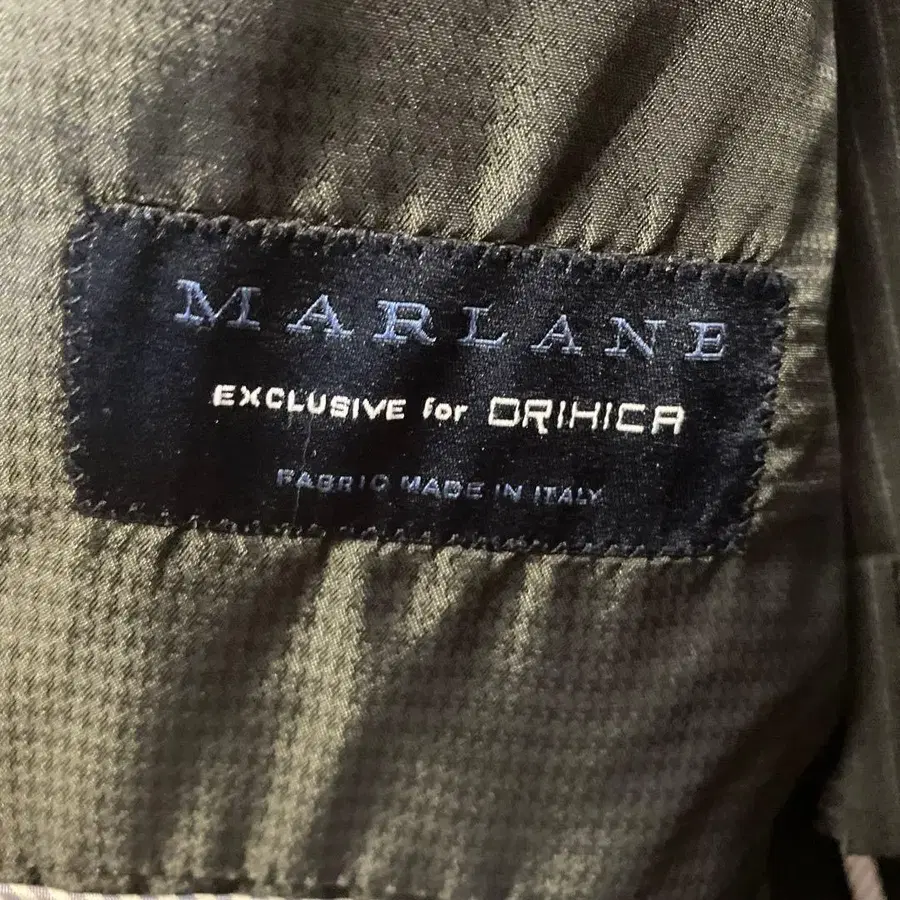 MARLANE
EXCLUSIVE for ORIHICA
FABRIC MADE IN ITALY